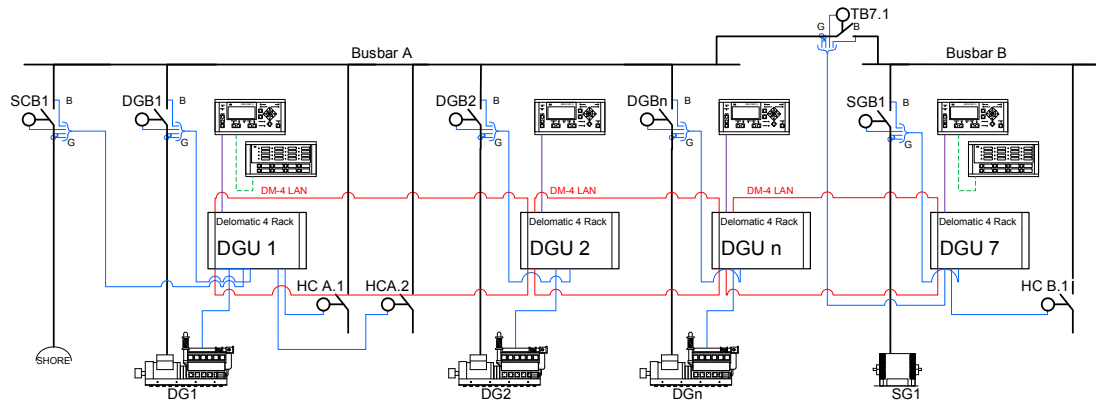 TB7.1
G
B
Busbar A
Busbar B
SCB1
B
G
DGB1
B
G
DGB2
B
G
DGBn
B
G
SGB1
B
G
DM-4 LAN
DM-4 LAN
DM-4 LAN
Delomatic 4 Rack
DGU 1
Delomatic 4 Rack
DGU 2
Delomatic 4 Rack
DGU n
Delomatic 4 Rack
DGU 7
HC A.1
HCA.2
HC B.1
SHORE
DG1
DG2
DGn
SG1